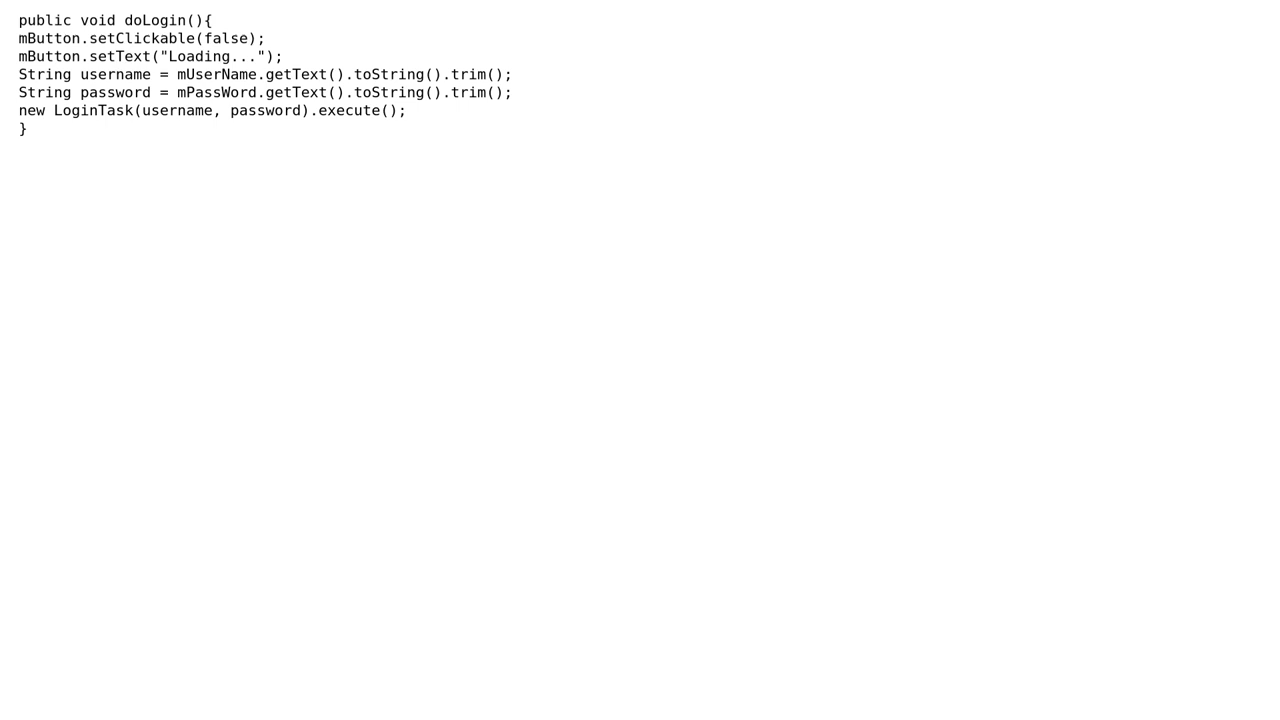 public void doLogin(){
mButton.setClickable(false);
mButton.setText("Loading...");
String username = mUserName.getText().toString().trim();
String password = mPassWord.getText().toString().trim();
new LoginTask(username, password).execute();
}